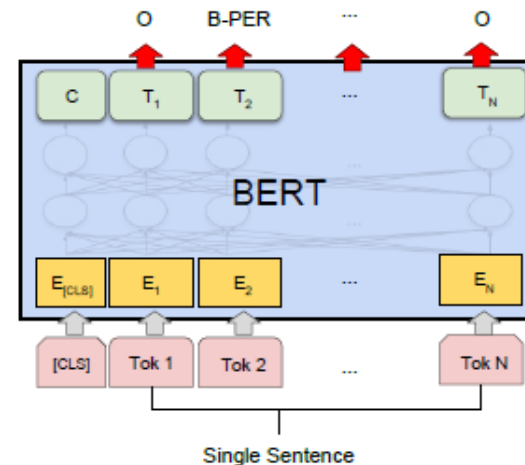 O B-PER ... O
C T1 T2 ... TN
...
BERT
...
E[CLS] E1 E2 ... EN
[CLS] Tok 1 Tok 2 ... Tok N
Single Sentence